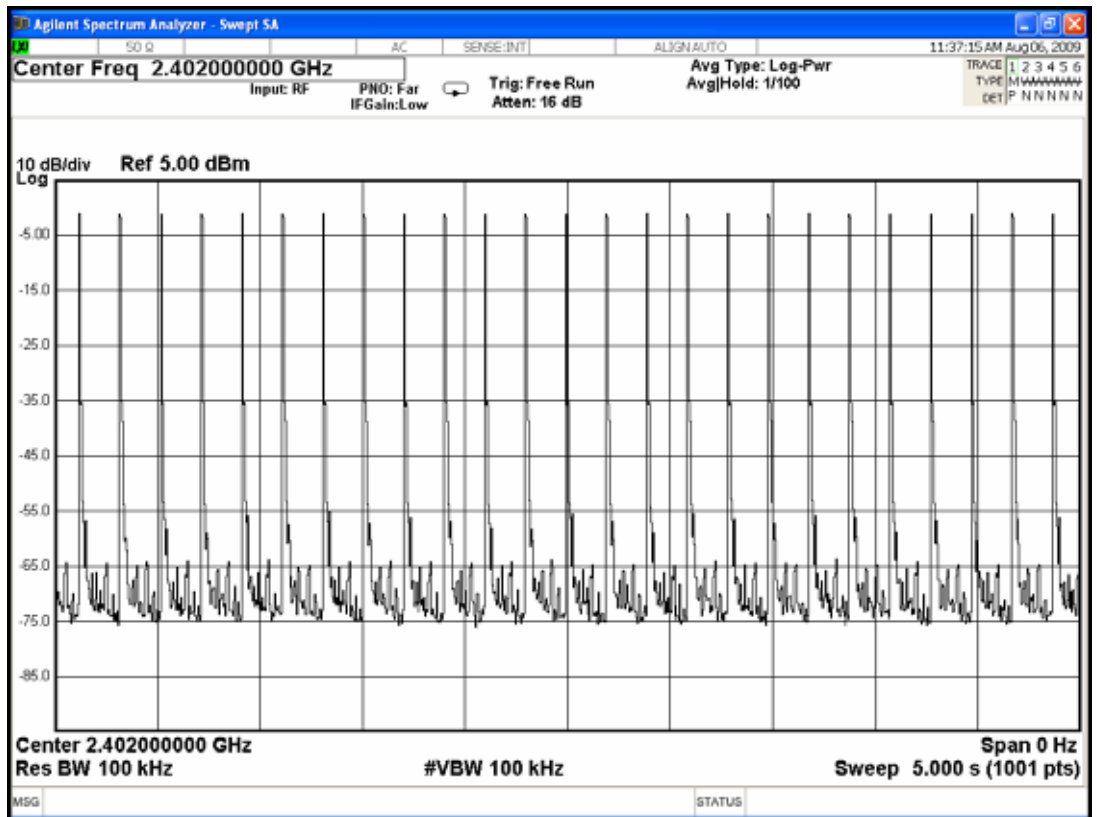 Agilent Spectrum Analyzer - Swept SA
50 Ω AC SENSE:INT ALIGNAUTO 11:37:15 AM Aug 06, 2009
Center Freq 2.402000000 GHz Avg Type: Log-Pwr TRACE 1 2 3 4 5 6
Input: RF PNO: Far Trig: Free Run Avg|Hold: 1/100 TYPE M
IFGain:Low Atten: 16 dB DET P N N N N N
10 dB/div Ref 5.00 dBm
Log
-5.00
-15.0
-25.0
-35.0
-45.0
-55.0
-65.0
-75.0
-85.0
Center 2.402000000 GHz Span 0 Hz
Res BW 100 kHz #VBW 100 kHz Sweep 5.000 s (1001 pts)
MSG STATUS